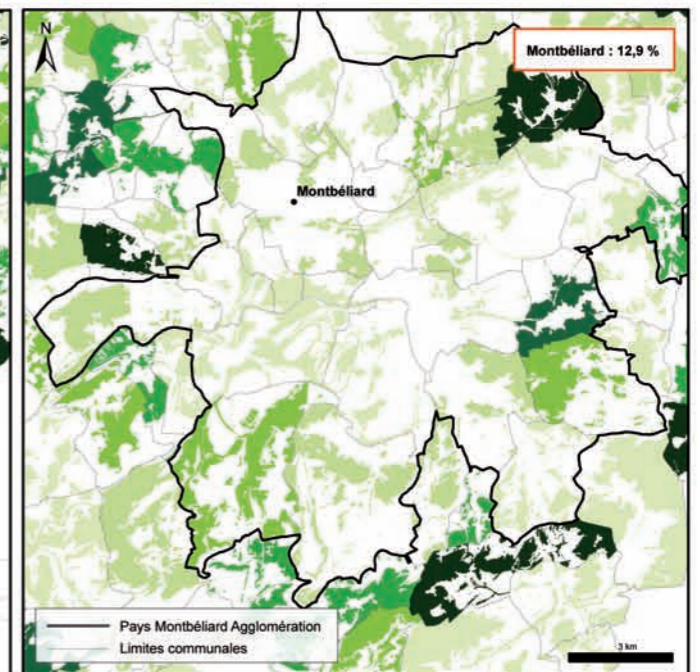 N
Montbéliard : 12,9 %
Montbéliard
Pays Montbéliard Agglomération
Limites communales
3 km